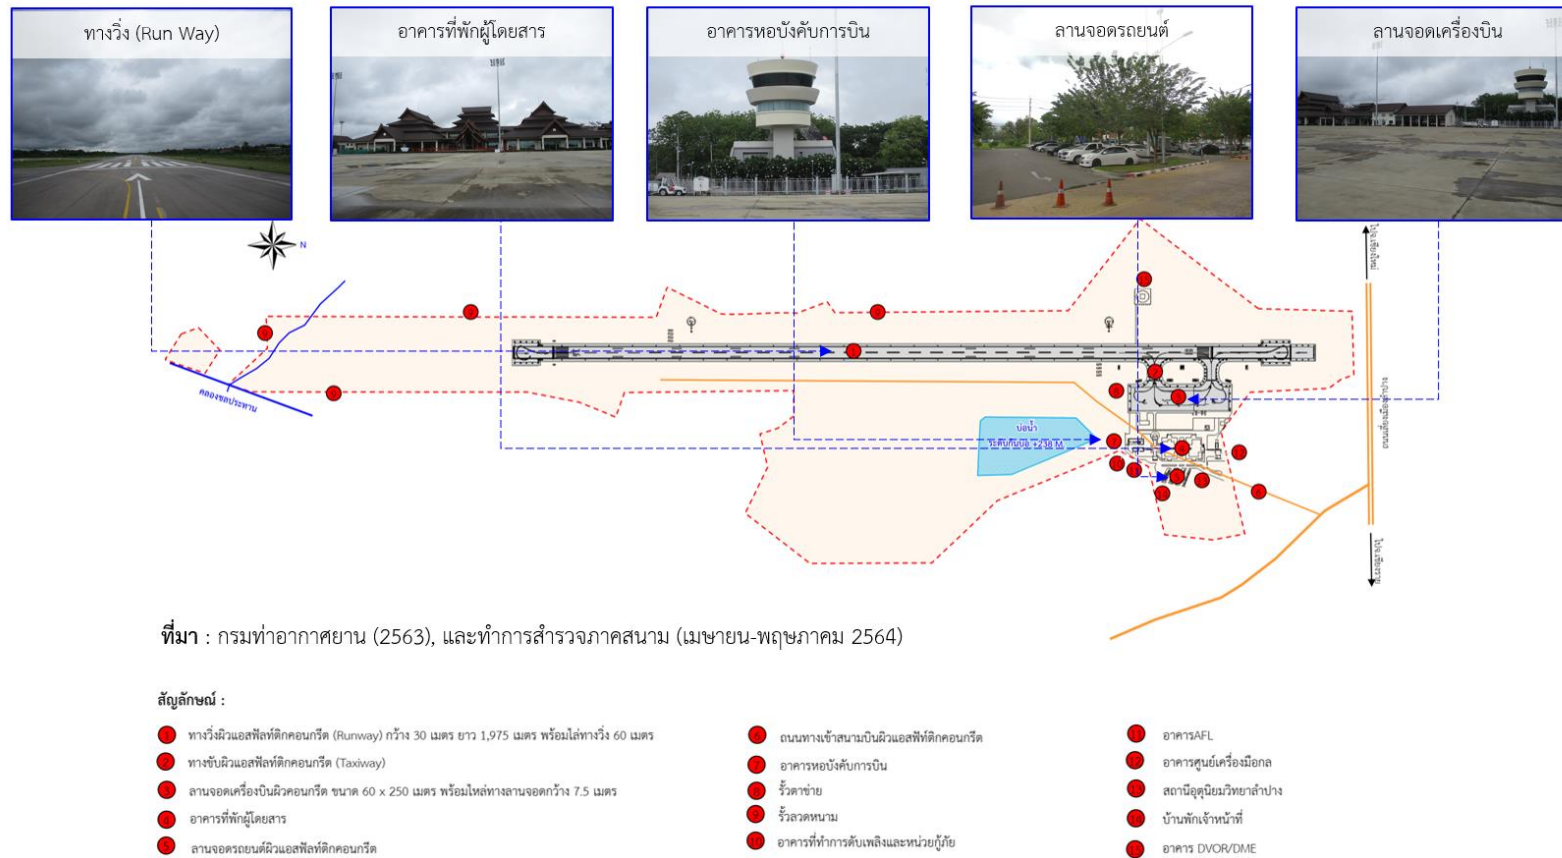 ทางวิ่ง (Run Way)
อาคารที่พักผู้โดยสาร
อาคารหอบังคับการบิน
ลานจอดรถยนต์
ลานจอดเครื่องบิน
N
คลองชลประทาน
บ่อน้ำ
ระดับก้นบ่อ +238 M.
ที่มา : กรมท่าอากาศยาน (2563), และทำการสำรวจภาคสนาม (เมษายน-พฤษภาคม 2564)
สัญลักษณ์ :
1 ทางวิ่งผิวแอสฟัลท์ติกคอนกรีต (Runway) กว้าง 30 เมตร ยาว 1,975 เมตร พร้อมไล่ทางวิ่ง 60 เมตร
2 ทางขับผิวแอสฟัลท์ติกคอนกรีต (Taxiway)
3 ลานจอดเครื่องบินผิวคอนกรีต ขนาด 60 x 250 เมตร พร้อมไหล่ทางลานจอดกว้าง 7.5 เมตร
4 อาคารที่พักผู้โดยสาร
5 ลานจอดรถยนต์ผิวแอสฟัลท์ติกคอนกรีต
6 ถนนทางเข้าสนามบินผิวแอสฟัท์ติกคอนกรีต
7 อาคารหอบังคับการบิน
8 รั้วตาข่าย
9 รั้วลวดหนาม
10 อาคารที่ทำการดับเพลิงและหน่วยกู้ภัย
11 อาคารAFL
12 อาคารศูนย์เครื่องมือกล
13 สถานีอุตุนิยมวิทยาลำปาง
14 บ้านพักเจ้าหน้าที่
15 อาคาร DVOR/DME